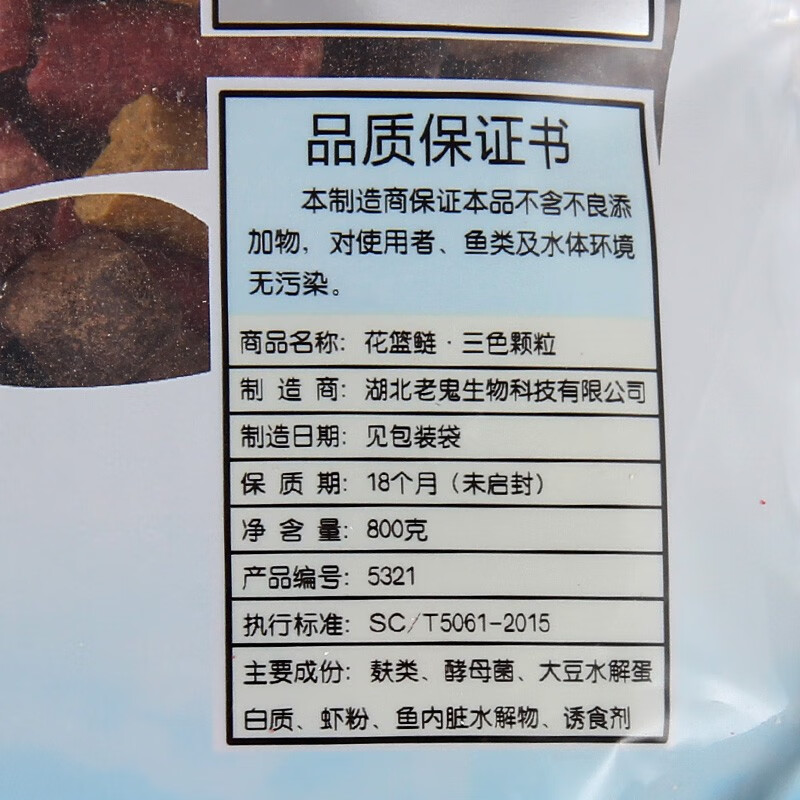 品质保证书
本制造商保证本品不含不良添
加物，对使用者、鱼类及水体环境
无污染。
商品名称：花篮鲢·三色颗粒
制造商：湖北老鬼生物科技有限公司
制造日期：见包装袋
保质期：18个月（未启封）
净含量：800克
产品编号：5321
执行标准：SC/T5061-2015
主要成份：麸类、酵母菌、大豆水解蛋
白质、虾粉、鱼内脏水解物、诱食剂